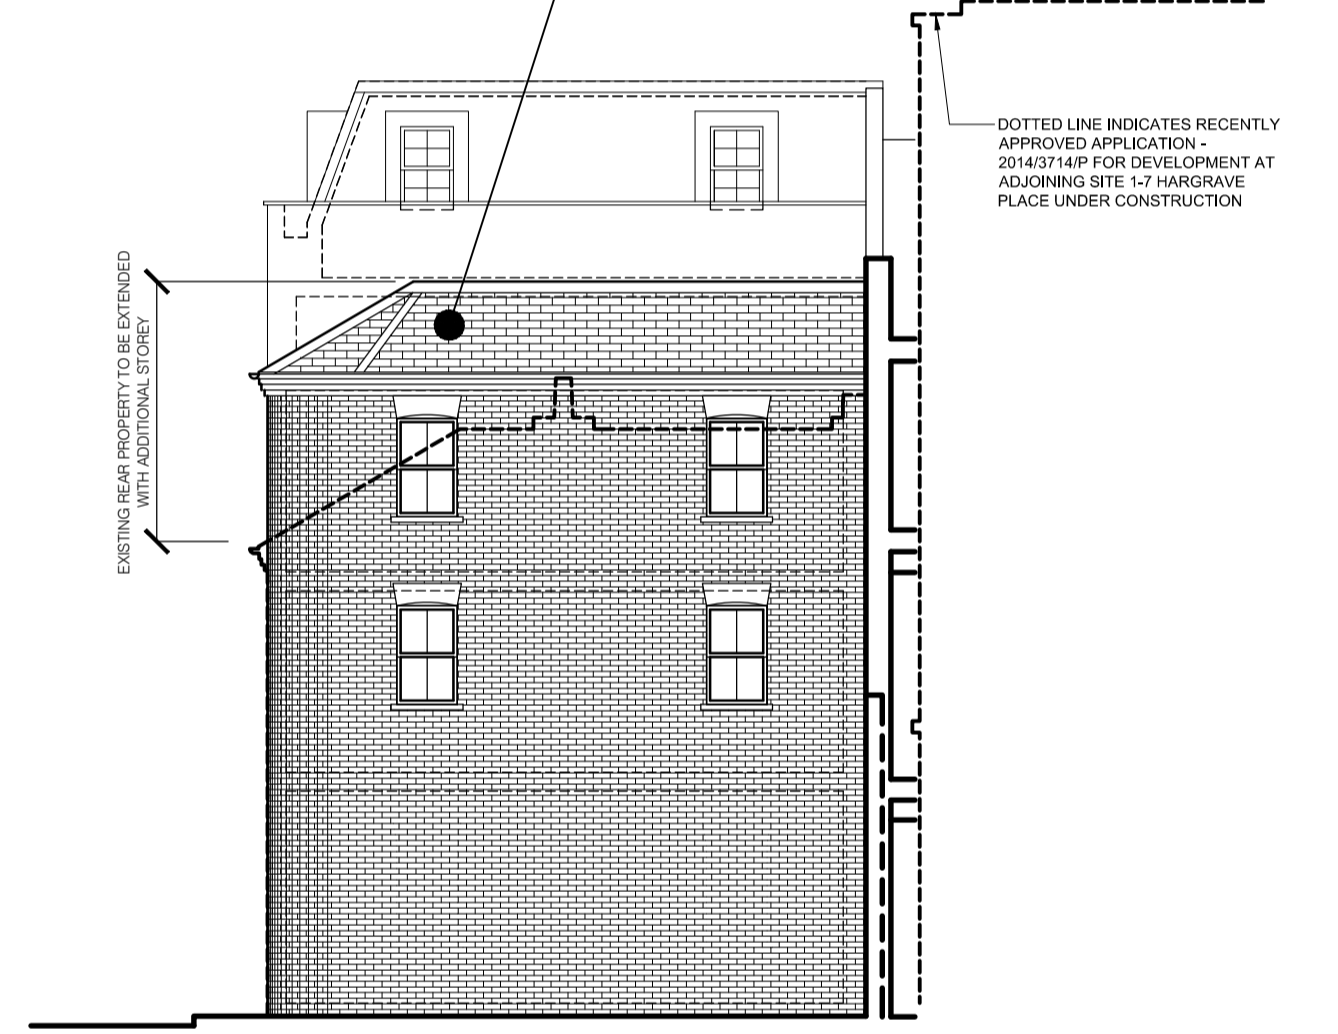 DOTTED LINE INDICATES RECENTLY
APPROVED APPLICATION -
2014/3714/P FOR DEVELOPMENT AT
ADJOINING SITE 1-7 HARGRAVE
PLACE UNDER CONSTRUCTION
EXISTING REAR PROPERTY TO BE EXTENDED
WITH ADDITIONAL STOREY